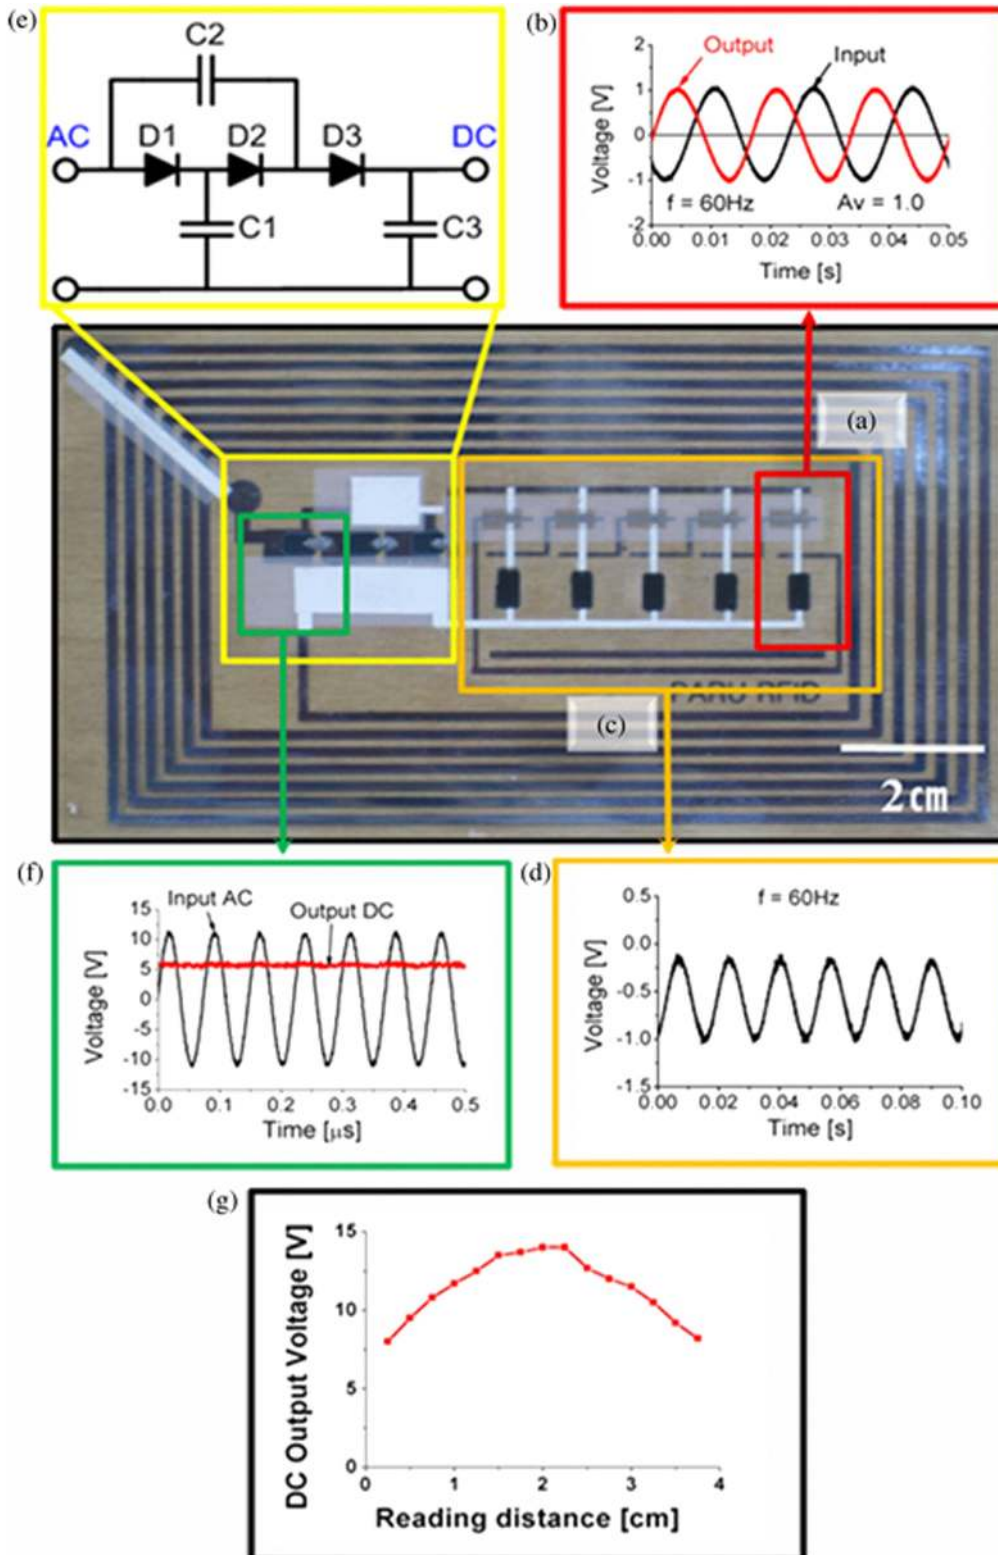 (e)
C2
AC
D1
D2
D3
DC
C1
C3
(b)
Output
Input
Voltage [V]
2
1
0
-1
-2
f = 60Hz
Av = 1.0
0.00 0.01 0.02 0.03 0.04 0.05
Time [s]
(a)
PARU RFID
(c)
2cm
(f)
Input AC
Output DC
Voltage [V]
15
10
5
0
-5
-10
-15
0.0 0.1 0.2 0.3 0.4 0.5
Time [μs]
(d)
f = 60Hz
Voltage [V]
0.5
0.0
-0.5
-1.0
-1.5
0.00 0.02 0.04 0.06 0.08 0.10
Time [s]
(g)
DC Output Voltage [V]
15
10
5
0
0 1 2 3 4
Reading distance [cm]